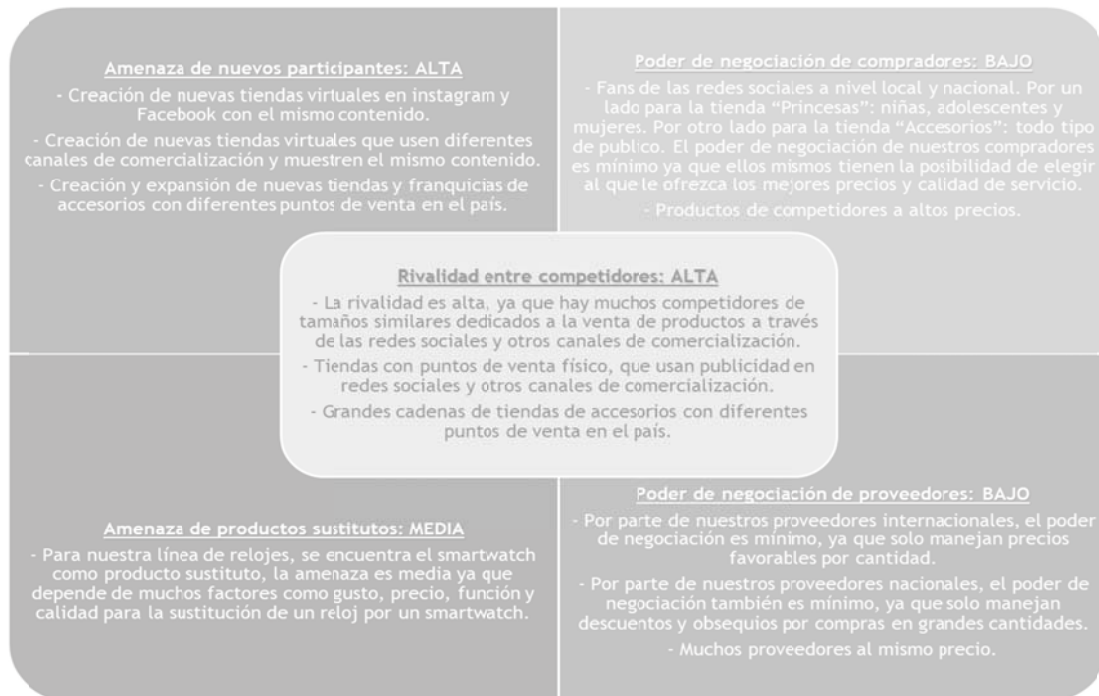 Amenaza de nuevos participantes: ALTA
- Creación de nuevas tiendas virtuales en instagram y
Facebook con el mismo contenido.
- Creación de nuevas tiendas virtuales que usen diferentes
canales de comercialización y muestren el mismo contenido.
- Creación y expansión de nuevas tiendas y franquicias de
accesorios con diferentes puntos de venta en el país.
Poder de negociación de compradores: BAJO
- Fans de las redes sociales a nivel local y nacional. Por un
lado para la tienda “Princesas”: niñas, adolescentes y
mujeres. Por otro lado para la tienda “Accesorios”: todo tipo
de publico. El poder de negociación de nuestros compradores
es mínimo ya que ellos mismos tienen la posibilidad de elegir
al que le ofrezca los mejores precios y calidad de servicio.
- Productos de competidores a altos precios.
Rivalidad entre competidores: ALTA
- La rivalidad es alta, ya que hay muchos competidores de
tamaños similares dedicados a la venta de productos a través
de las redes sociales y otros canales de comercialización.
- Tiendas con puntos de venta físico, que usan publicidad en
redes sociales y otros canales de comercialización.
- Grandes cadenas de tiendas de accesorios con diferentes
puntos de venta en el país.
Amenaza de productos sustitutos: MEDIA
- Para nuestra línea de relojes, se encuentra el smartwatch
como producto sustituto, la amenaza es media ya que
depende de muchos factores como gusto, precio, función y
calidad para la sustitución de un reloj por un smartwatch.
Poder de negociación de proveedores: BAJO
- Por parte de nuestros proveedores internacionales, el poder
de negociación es mínimo, ya que solo manejan precios
favorables por cantidad.
- Por parte de nuestros proveedores nacionales, el poder de
negociación también es mínimo, ya que solo manejan
descuentos y obsequios por compras en grandes cantidades.
- Muchos proveedores al mismo precio.